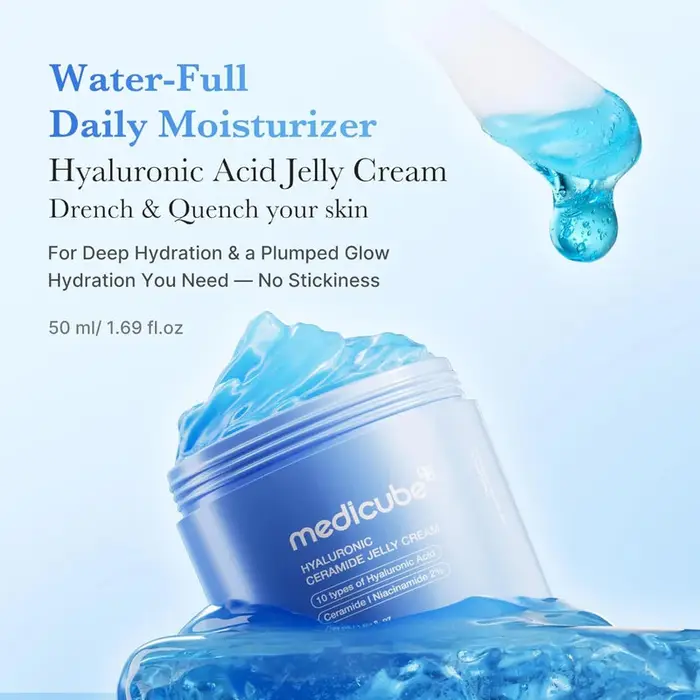 Water-Full
Daily Moisturizer
Hyaluronic Acid Jelly Cream
Drench & Quench your skin
For Deep Hydration & a Plumped Glow
Hydration You Need — No Stickiness
50 ml/ 1.69 fl.oz
medicube
HYALURONIC
CERAMIDE JELLY CREAM
10 types of Hyaluronic Acid
Ceramide | Niacinamide 2%